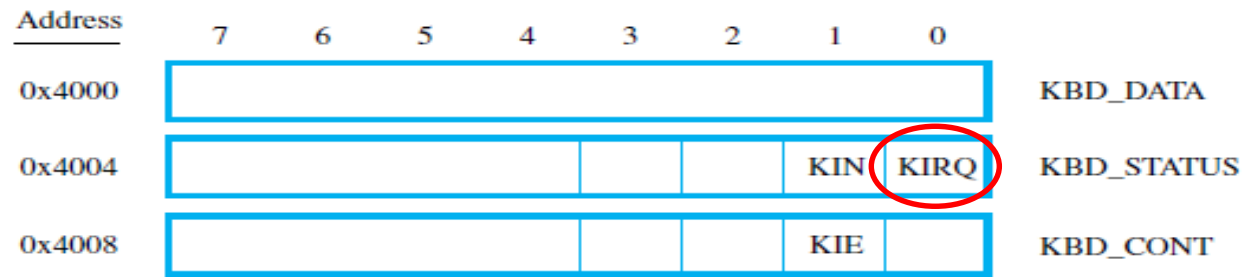 Address 7 6 5 4 3 2 1 0
0x4000 KBD_DATA
0x4004 KIN KIRQ KBD_STATUS
0x4008 KIE KBD_CONT